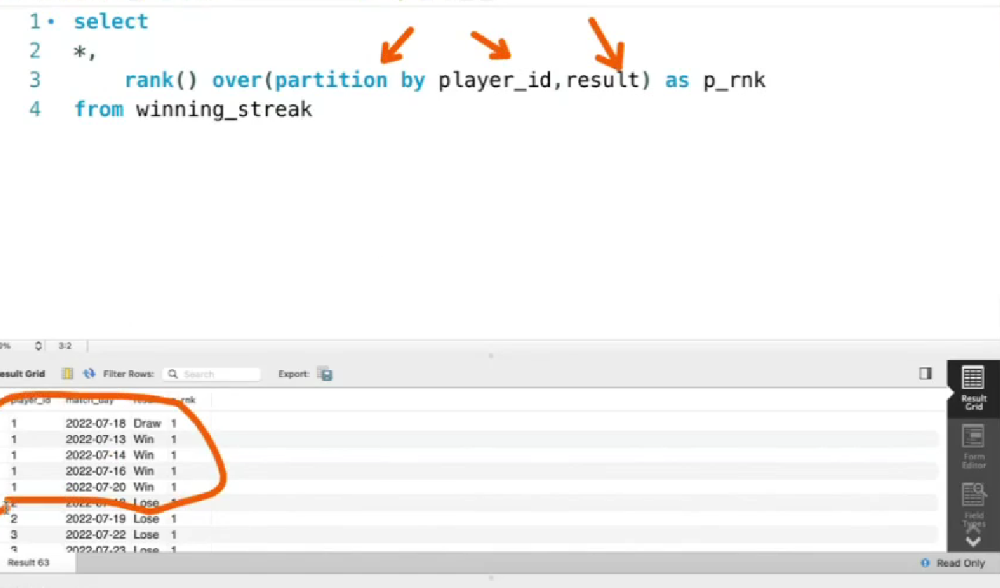 1 select
2 *,
3 rank() over(partition by player_id,result) as p_rnk
4 from winning_streak
0% 3:2
esult Grid Filter Rows: Search Export:
player_id match_day rnk
1 2022-07-18 Draw 1
1 2022-07-13 Win 1
1 2022-07-14 Win 1
1 2022-07-16 Win 1
1 2022-07-20 Win 1
2 2022-07-18 Lose 1
2 2022-07-19 Lose 1
3 2022-07-22 Lose 1
3 2022-07-23 Lose 1
Result
Grid
Form
Editor
Field
Types
Result 63
Read Only